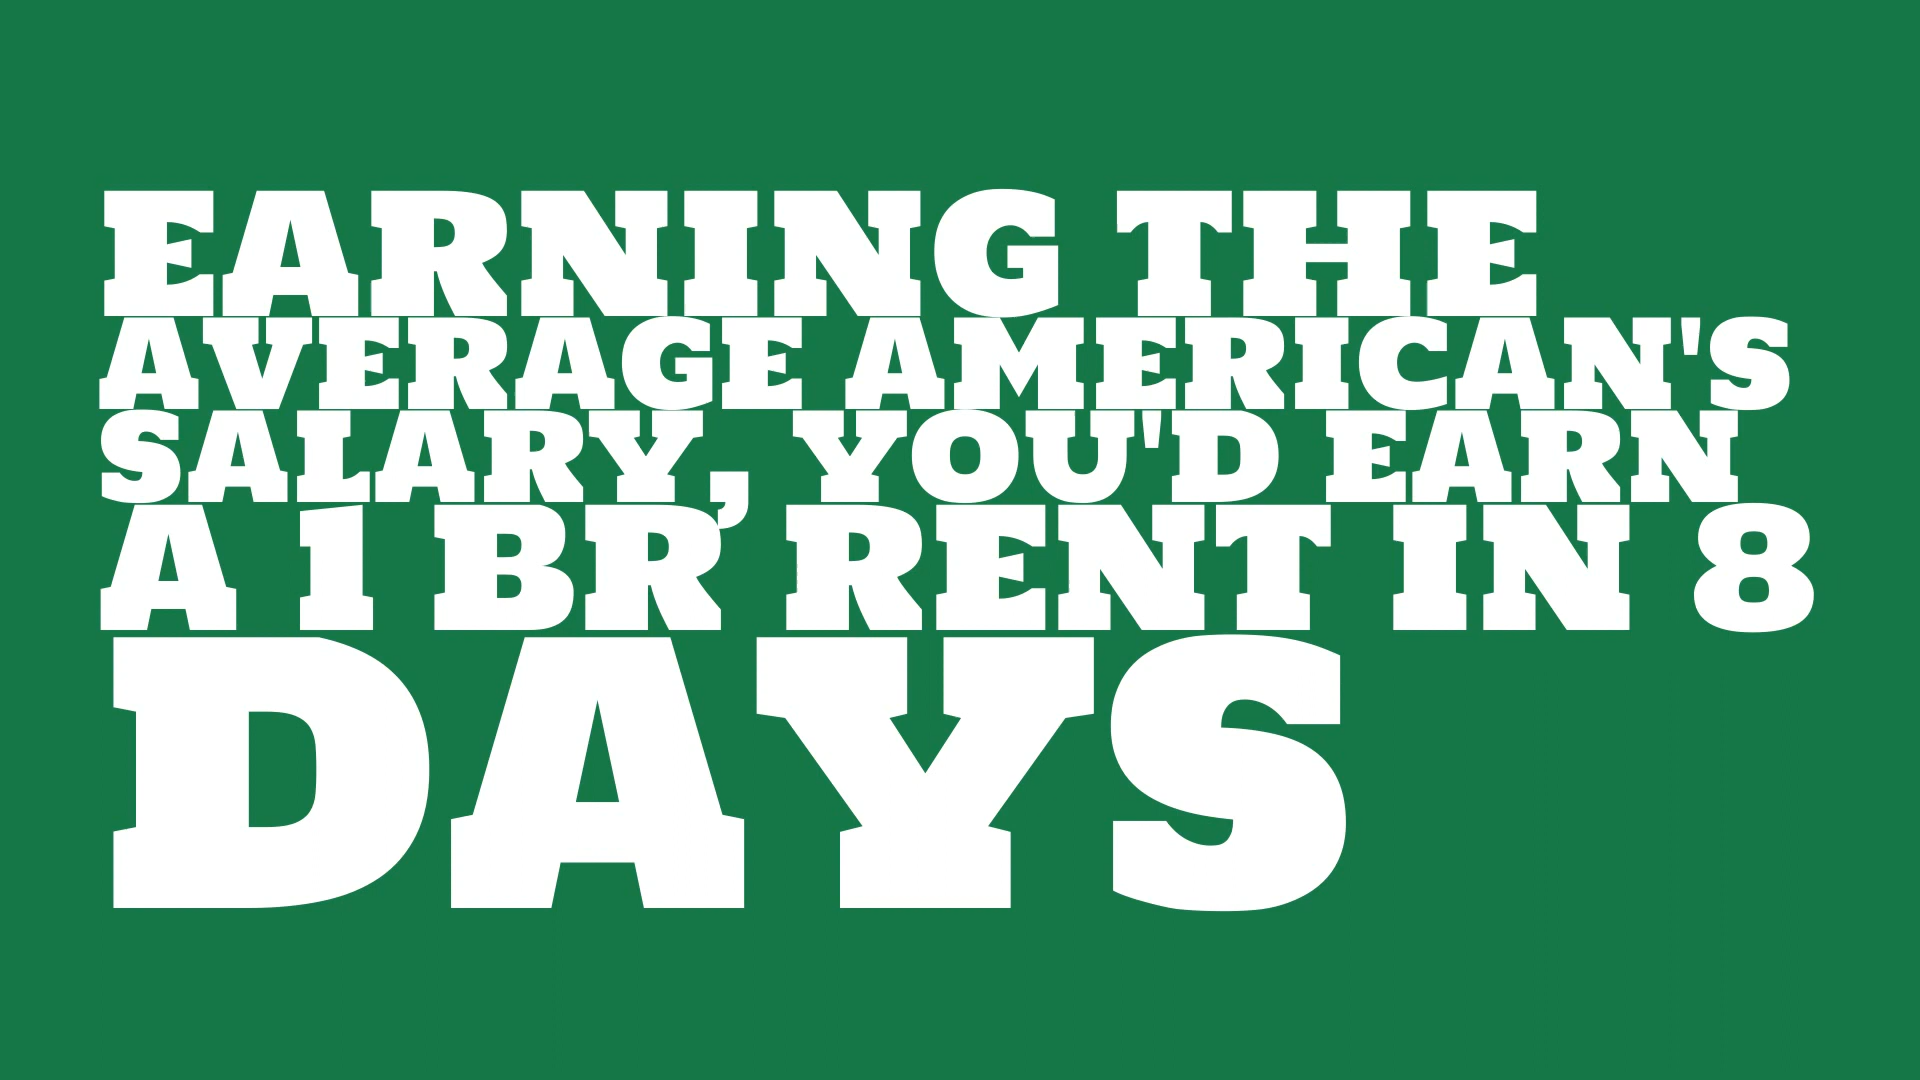 EARNING THE
AVERAGE AMERICAN'S
SALARY, YOU'D EARN
A 1 BR RENT IN 8
DAYS